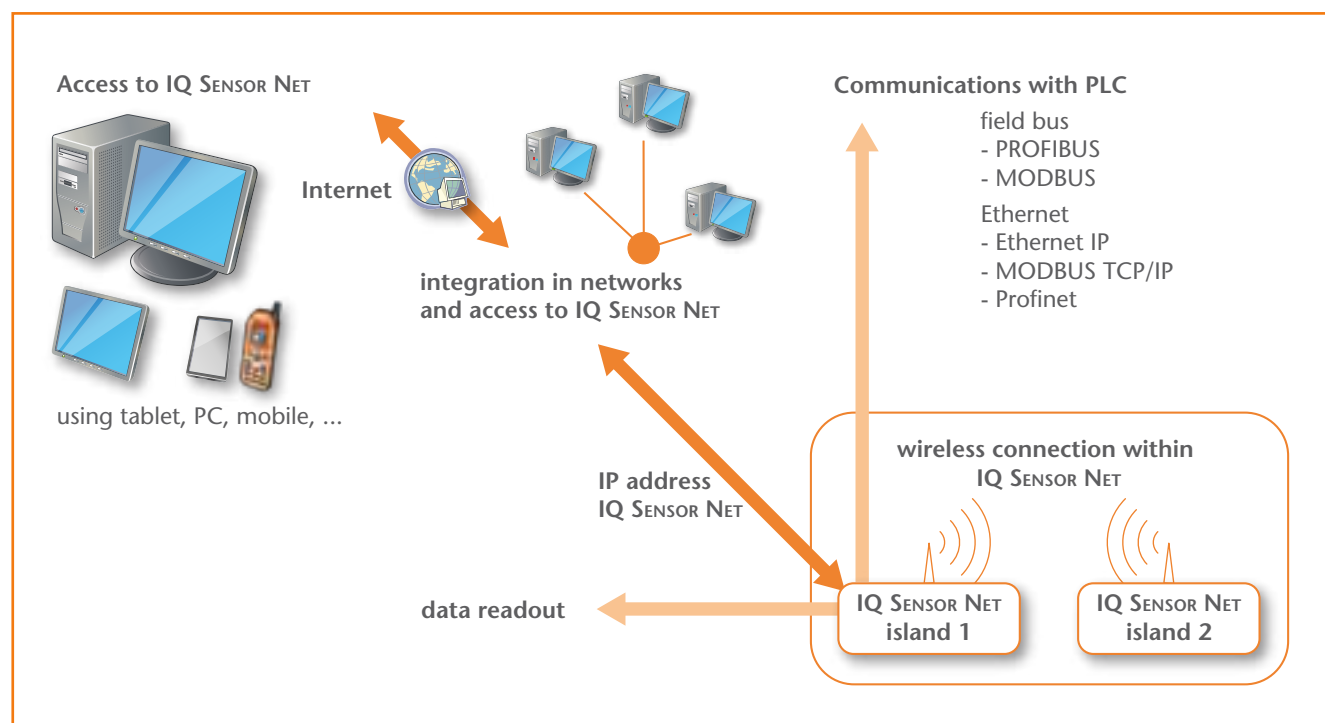 Access to IQ SENSOR NET
Internet
using tablet, PC, mobile, ...
integration in networks
and access to IQ SENSOR NET
Communications with PLC
field bus
- PROFIBUS
- MODBUS
Ethernet
- Ethernet IP
- MODBUS TCP/IP
- Profinet
IP address
IQ SENSOR NET
data readout
wireless connection within
IQ SENSOR NET
IQ SENSOR NET
island 1
IQ SENSOR NET
island 2